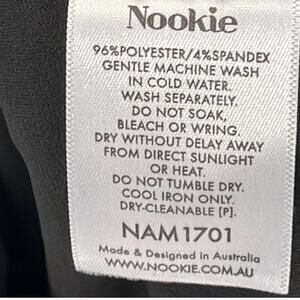 Nookie
96%POLYESTER/4%SPANDEX
GENTLE MACHINE WASH
IN COLD WATER.
WASH SEPARATELY.
DO NOT SOAK,
BLEACH OR WRING.
DRY WITHOUT DELAY AWAY
FROM DIRECT SUNLIGHT
OR HEAT.
DO NOT TUMBLE DRY.
COOL IRON ONLY.
DRY-CLEANABLE [P].
NAM1701
Made & Designed in Australia
WWW.NOOKIE.COM.AU